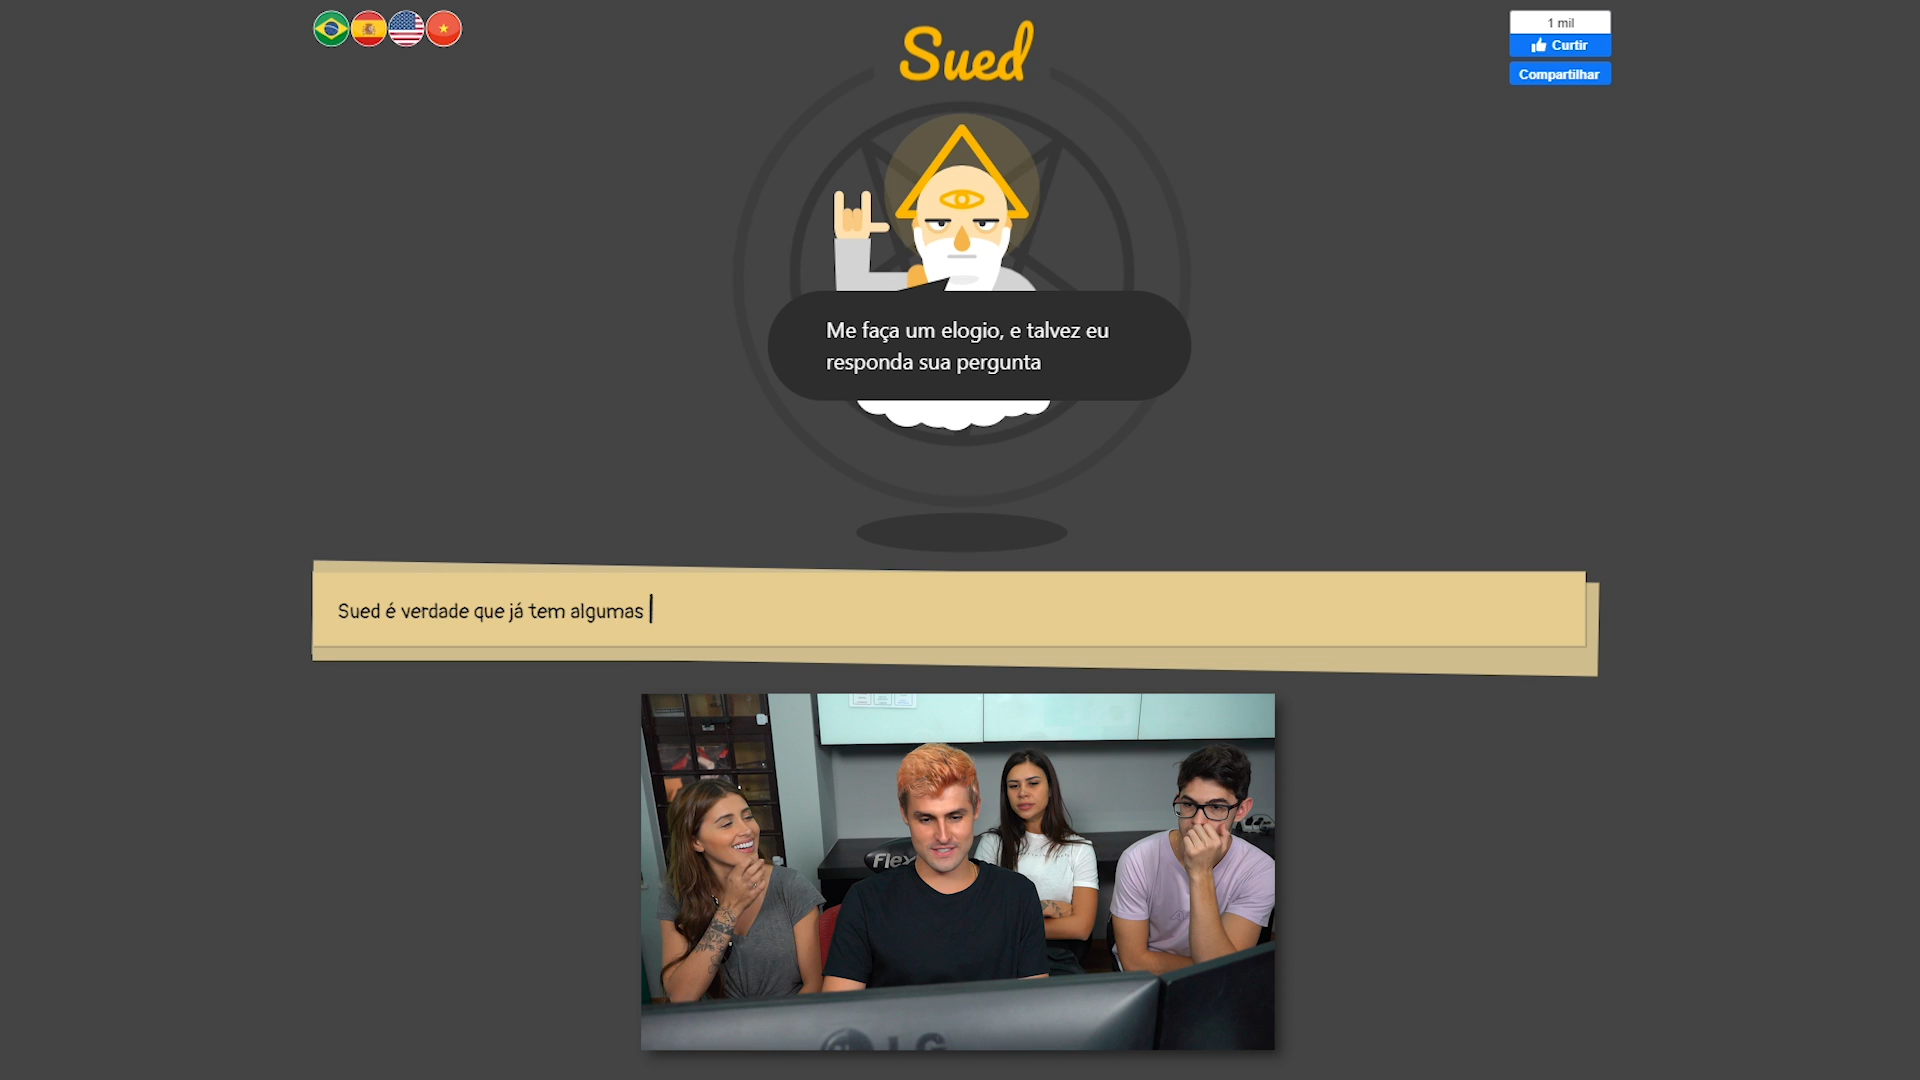 Sued
1 mil
Curtir
Compartilhar
Me faça um elogio, e talvez eu
responda sua pergunta
Sued é verdade que já tem algumas
Flex
LG